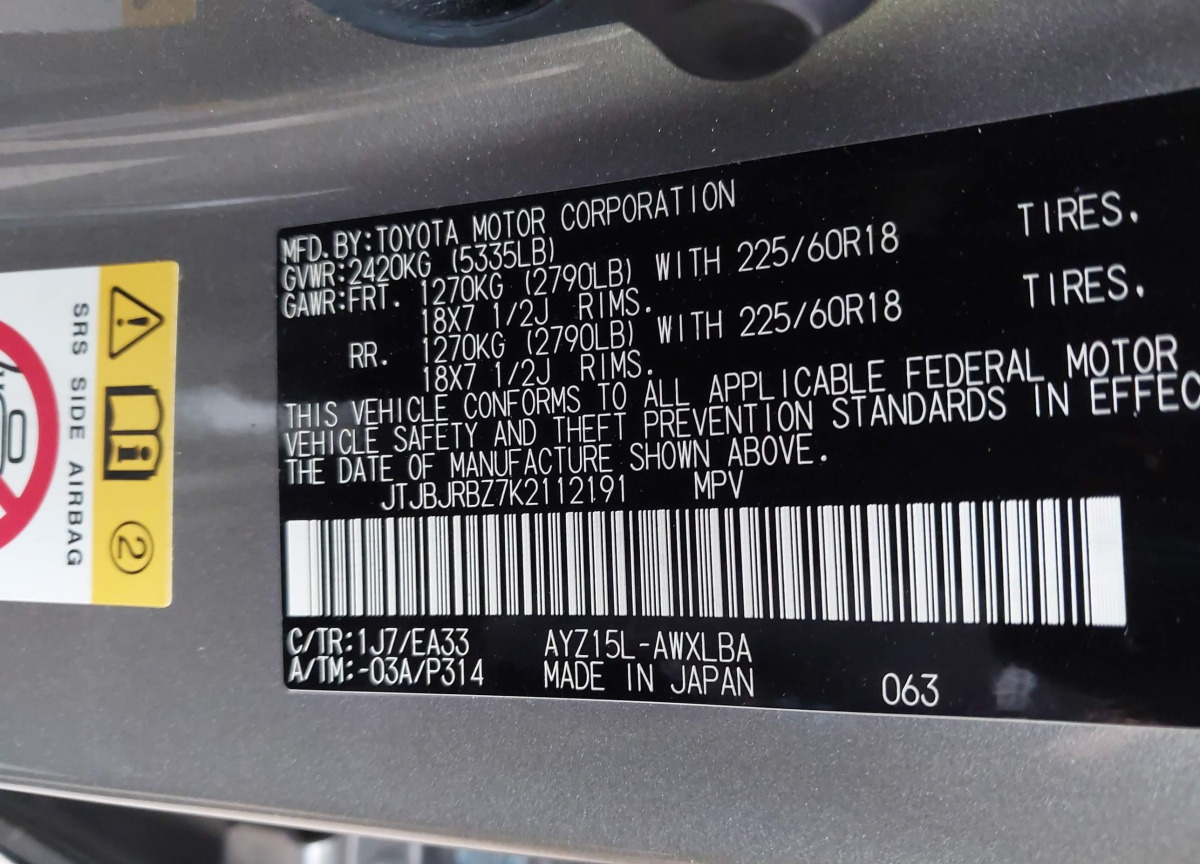 MFD.BY:TOYOTA MOTOR CORPORATION
GVWR:2420KG (5335LB)
GAWR:FRT. 1270KG (2790LB) WITH 225/60R18 TIRES.
18X7 1/2J RIMS.
RR. 1270KG (2790LB) WITH 225/60R18 TIRES.
18X7 1/2J RIMS.
THIS VEHICLE CONFORMS TO ALL APPLICABLE FEDERAL MOTOR
VEHICLE SAFETY AND THEFT PREVENTION STANDARDS IN EFFEC
THE DATE OF MANUFACTURE SHOWN ABOVE.
JTJBJRBZ7K2112191 MPV
C/TR:1J7/EA33 AYZ15L-AWXLBA
A/TM:-03A/P314 MADE IN JAPAN 063
SRS SIDE AIRBAG
2